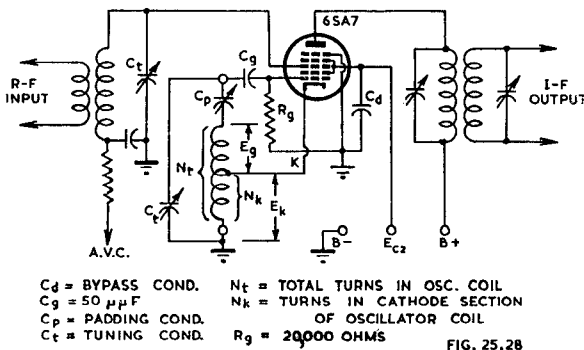 6SA7
R-F
INPUT
Ct
Cg
Cp
Rg
Cd
I-F
OUTPUT
Eg
K
Nt
Nk
Ek
Ct
A.V.C.
B-
Ec2
B+
Cd = BYPASS COND.
Cg = 50 μμF
Cp = PADDING COND.
Ct = TUNING COND.
Nt = TOTAL TURNS IN OSC. COIL
Nk = TURNS IN CATHODE SECTION
OF OSCILLATOR COIL
Rg = 20,000 OHMS
FIG. 25.28